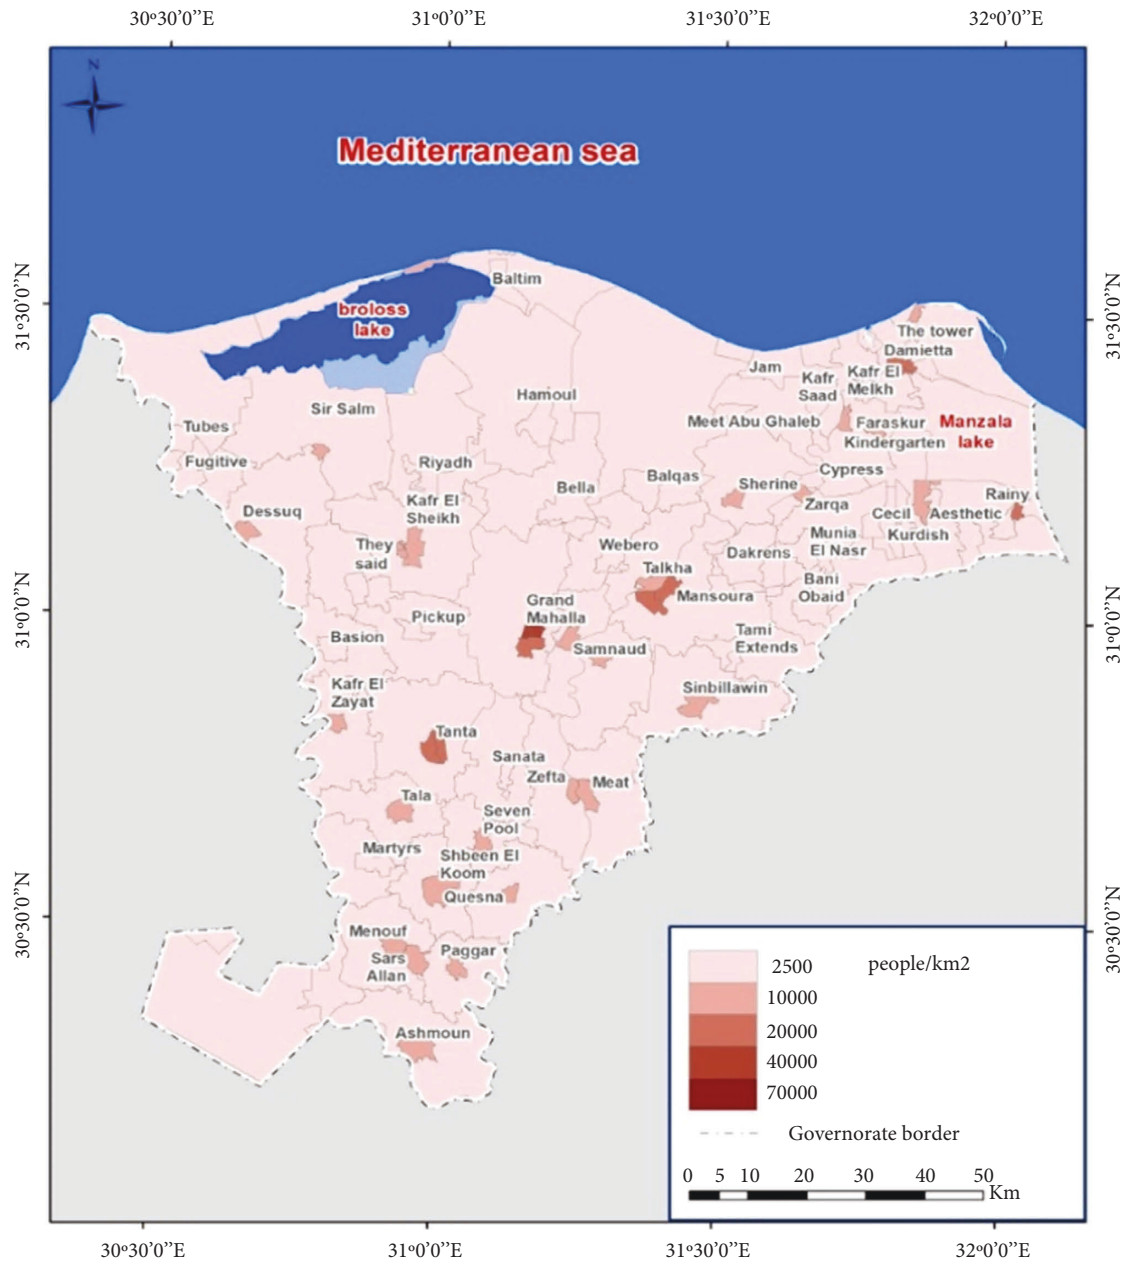 30°30'0''E 31°0'0''E 31°30'0''E 32°0'0''E
N
Mediterranean sea
31°30'0''N
31°30'0''N
Baltim
broloss
lake
The tower
Damietta
Jam
Kafr
Saad
Kafr El
Melkh
Sir Salm
Hamoul
Tubes
Meet Abu Ghaleb
Faraskur
Manzala
lake
Kindergarten
Fugitive
Riyadh
Balqas
Sherine
Cypress
Bella
Rainy
Dessuq
Kafr El
Sheikh
Zarqa
Cecil
Aesthetic
Kurdish
They
said
Webero
Dakrens
Munia
El Nasr
Talkha
Mansoura
Bani
Obaid
31°0'0''N
31°0'0''N
Grand
Mahalla
Pickup
Basion
Samnaud
Tami
Extends
Kafr El
Zayat
Sinbillawin
Tanta
Sanata
Zefta
Meat
Tala
Seven
Pool
Martyrs
Shbeen El
Koom
Quesna
30°30'0''N
30°30'0''N
Menouf
Sars
Allan
Paggar
Ashmoun
2500 people/km2
10000
20000
40000
70000
Governorate border
0 5 10 20 30 40 50
Km
30°30'0''E 31°0'0''E 31°30'0''E 32°0'0''E